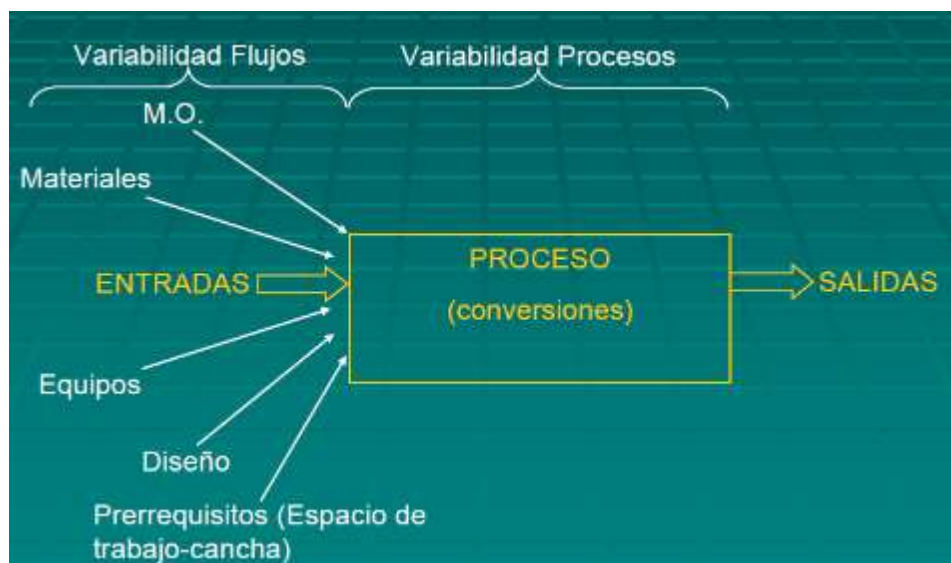 Variabilidad Flujos
Variabilidad Procesos
M.O.
Materiales
ENTRADAS
PROCESO
(conversiones)
SALIDAS
Equipos
Diseño
Prerrequisitos (Espacio de
trabajo-cancha)